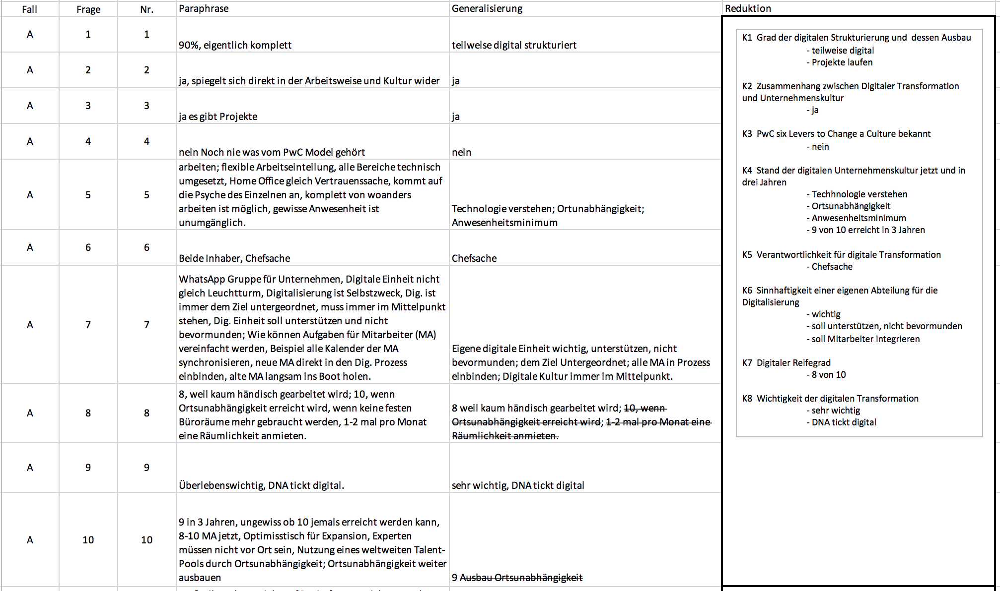 Fall Frage Nr. Paraphrase Generalisierung Reduktion
A 1 1 90%, eigentlich komplett teilweise digital strukturiert
A 2 2 ja, spiegelt sich direkt in der Arbeitsweise und Kultur wider ja
A 3 3 ja es gibt Projekte ja
A 4 4 nein Noch nie was vom PwC Model gehört nein
A 5 5
arbeiten; flexible Arbeitseinteilung, alle Bereiche technisch
umgesetzt, Home Office gleich Vertrauenssache, kommt auf
die Psyche des Einzelnen an, komplett von woanders
arbeiten ist möglich, gewisse Anwesenheit ist
unumgänglich.
Technologie verstehen; Ortunabhängigkeit;
Anwesenheitsminimum
A 6 6 Beide Inhaber, Chefsache Chefsache
A 7 7
WhatsApp Gruppe für Unternehmen, Digitale Einheit nicht
gleich Leuchtturm, Digitalisierung ist Selbstzweck, Dig. ist
immer dem Ziel untergeordnet, muss immer im Mittelpunkt
stehen, Dig. Einheit soll unterstützen und nicht
bevormunden; Wie können Aufgaben für Mitarbeiter (MA)
vereinfacht werden, Beispiel alle Kalender der MA
synchronisieren, neue MA direkt in den Dig. Prozess
einbinden, alte MA langsam ins Boot holen.
Eigene digitale Einheit wichtig, unterstützen, nicht
bevormunden; dem Ziel Untergeordnet; alle MA in Prozess
einbinden; Digitale Kultur immer im Mittelpunkt.
A 8 8
8, weil kaum händisch gearbeitet wird; 10, wenn
Ortsunabhängigkeit erreicht wird, wenn keine festen
Büroräume mehr gebraucht werden, 1-2 mal pro Monat
eine Räumlichkeit anmieten.
8 weil kaum händisch gearbeitet wird; 10, wenn
Ortsunabhängigkeit erreicht wird; 1-2 mal pro Monat eine
Räumlichkeit anmieten.
A 9 9 Überlebenswichtig, DNA tickt digital. sehr wichtig, DNA tickt digital
A 10 10
9 in 3 Jahren, ungewiss ob 10 jemals erreicht werden kann,
8-10 MA jetzt, Optimisstisch für Expansion, Experten
müssen nicht vor Ort sein, Nutzung eines weltweiten Talent-
Pools durch Ortsunabhängigkeit; Ortsunabhängigkeit weiter
ausbauen
9 Ausbau Ortsunabhängigkeit
K1 Grad der digitalen Strukturierung und dessen Ausbau
- teilweise digital
- Projekte laufen
K2 Zusammenhang zwischen Digitaler Transformation
und Unternehmenskultur
- ja
K3 PwC six Levers to Change a Culture bekannt
- nein
K4 Stand der digitalen Unternehmenskultur jetzt und in
drei Jahren
- Techhnologie verstehen
- Ortsunabhängigkeit
- Anwesenheitsminimum
- 9 von 10 erreicht in 3 Jahren
K5 Verantwortlichkeit für digitale Transformation
- Chefsache
K6 Sinnhaftigkeit einer eigenen Abteilung für die
Digitalisierung
- wichtig
- soll unterstützen, nicht bevormunden
- soll Mitarbeiter integrieren
K7 Digitaler Reifegrad
- 8 von 10
K8 Wichtigkeit der digitalen Transformation
- sehr wichtig
- DNA tickt digital